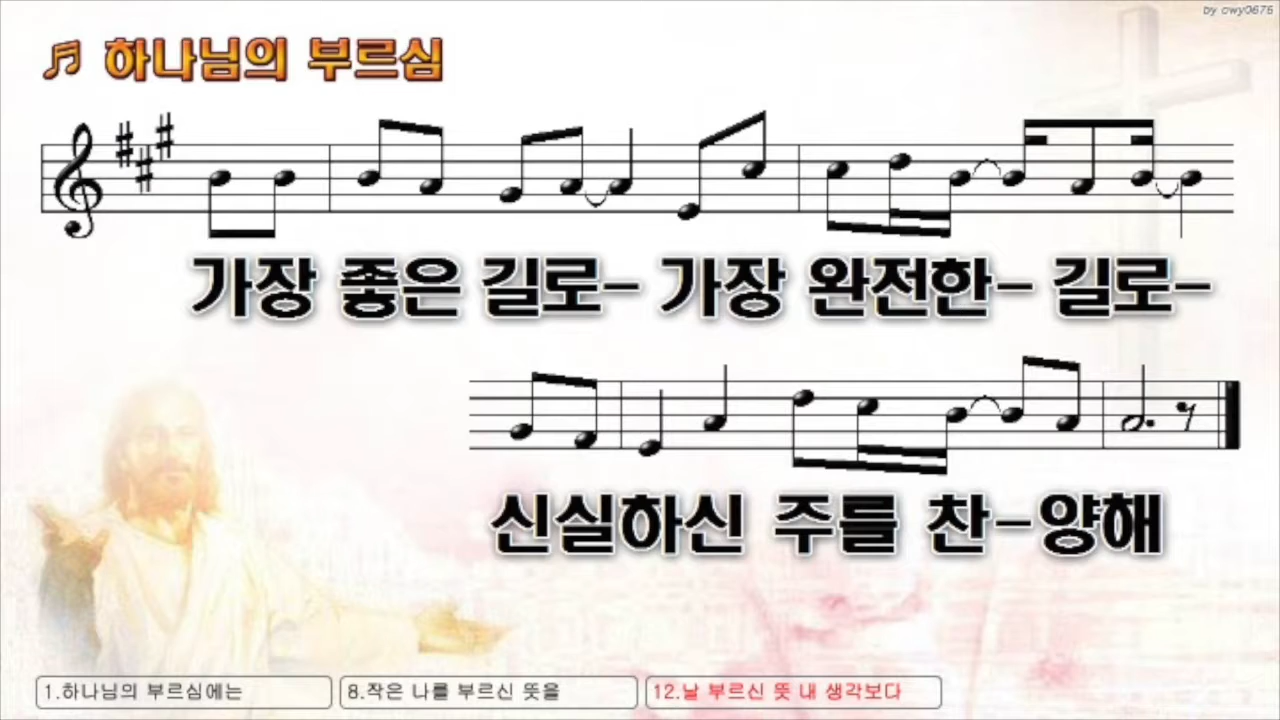 by cwy0675
하나님의 부르심
가장 좋은 길로- 가장 완전한- 길로-
신실하신 주를 찬-양해
1.하나님의 부르심에는
8.작은 나를 부르신 뜻을
12.날 부르신 뜻 내 생각보다